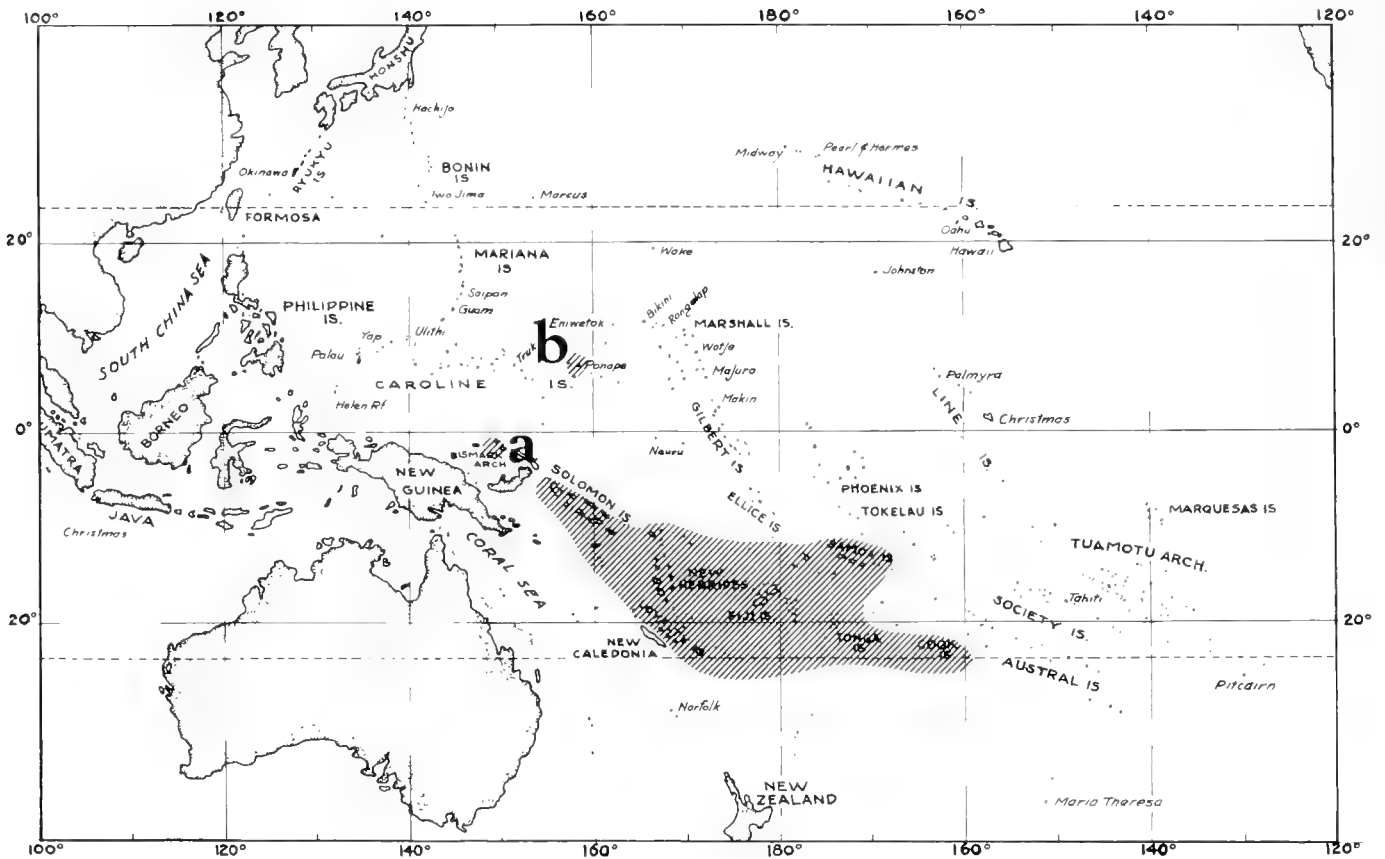 100° 120° 140° 160° 180° 160° 140° 120°
HONSHU
Hachijo
Okinawa
RYUKYU
IS
BONIN
IS
Iwo Jima
Marcus
Midway
Pearl & Hermes
HAWAIIAN
IS.
FORMOSA
Oahu
Hawaii
20°
20°
SOUTH CHINA SEA
MARIANA
IS
Wake
Johnston
Saipan
Guam
PHILIPPINE
IS.
Bikini
Rongelap
Eniwetok
MARSHALL IS.
Yap
Ulithi
Truk
b
Wotje
Palau
Ponape
Majuro
Palmyra
CAROLINE IS.
Helen Rf
Makin
LINE
IS
Christmas
0°
0°
UMATRA
BORNEO
a
BISMARK
ARCH
Nauru
GILBERT IS
NEW
GUINEA
SOLOMON IS
PHOENIX IS
ELLICE IS
TOKELAU IS
JAVA
Christmas
MARQUESAS IS
CORAL SEA
SAMOA IS
TUAMOTU ARCH.
NEW
HEBRIDES
Tahiti
FIJI IS
SOCIETY IS.
20°
20°
NEW
CALEDONIA
TONGA
IS
COOK
IS
AUSTRAL IS
Pitcairn
Norfolk
NEW
ZEALAND
Maria Theresa
100° 120° 140° 160° 180° 160° 140° 120°